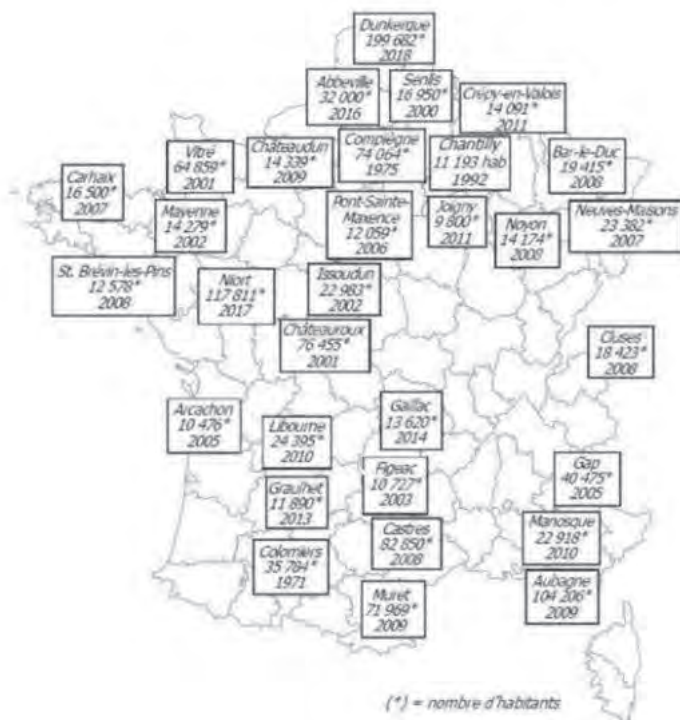 Dunkerque
199 682*
2018
Abbeville
32 000*
2016
Senlis
16 950*
2000
Crépy-en-Valois
14 091*
2011
Vitré
64 859*
2001
Châteaudun
14 339*
2009
Compiègne
74 064*
1975
Chantilly
11 193 hab
1992
Bar-le-Duc
19 415*
2008
Carhaix
16 500*
2007
Mayenne
14 279*
2002
Pont-Sainte-
Maxence
12 059*
2006
Joigny
9 800*
2011
Noyon
14 174*
2008
Neuves-Maisons
23 382*
2007
St. Brévin-les-Pins
12 578*
2008
Niort
117 811*
2017
Issoudun
22 983*
2002
Châteauroux
76 455*
2001
Cluses
18 423*
2008
Arcachon
10 476*
2005
Libourne
24 395*
2010
Gaillac
13 620*
2014
Figeac
10 727*
2003
Gap
40 475*
2005
Graulhet
11 890*
2013
Manosque
22 918*
2010
Castres
82 850*
2008
Colomiers
35 784*
1971
Aubagne
104 206*
2009
Muret
71 969*
2009
(*) = nombre d'habitants